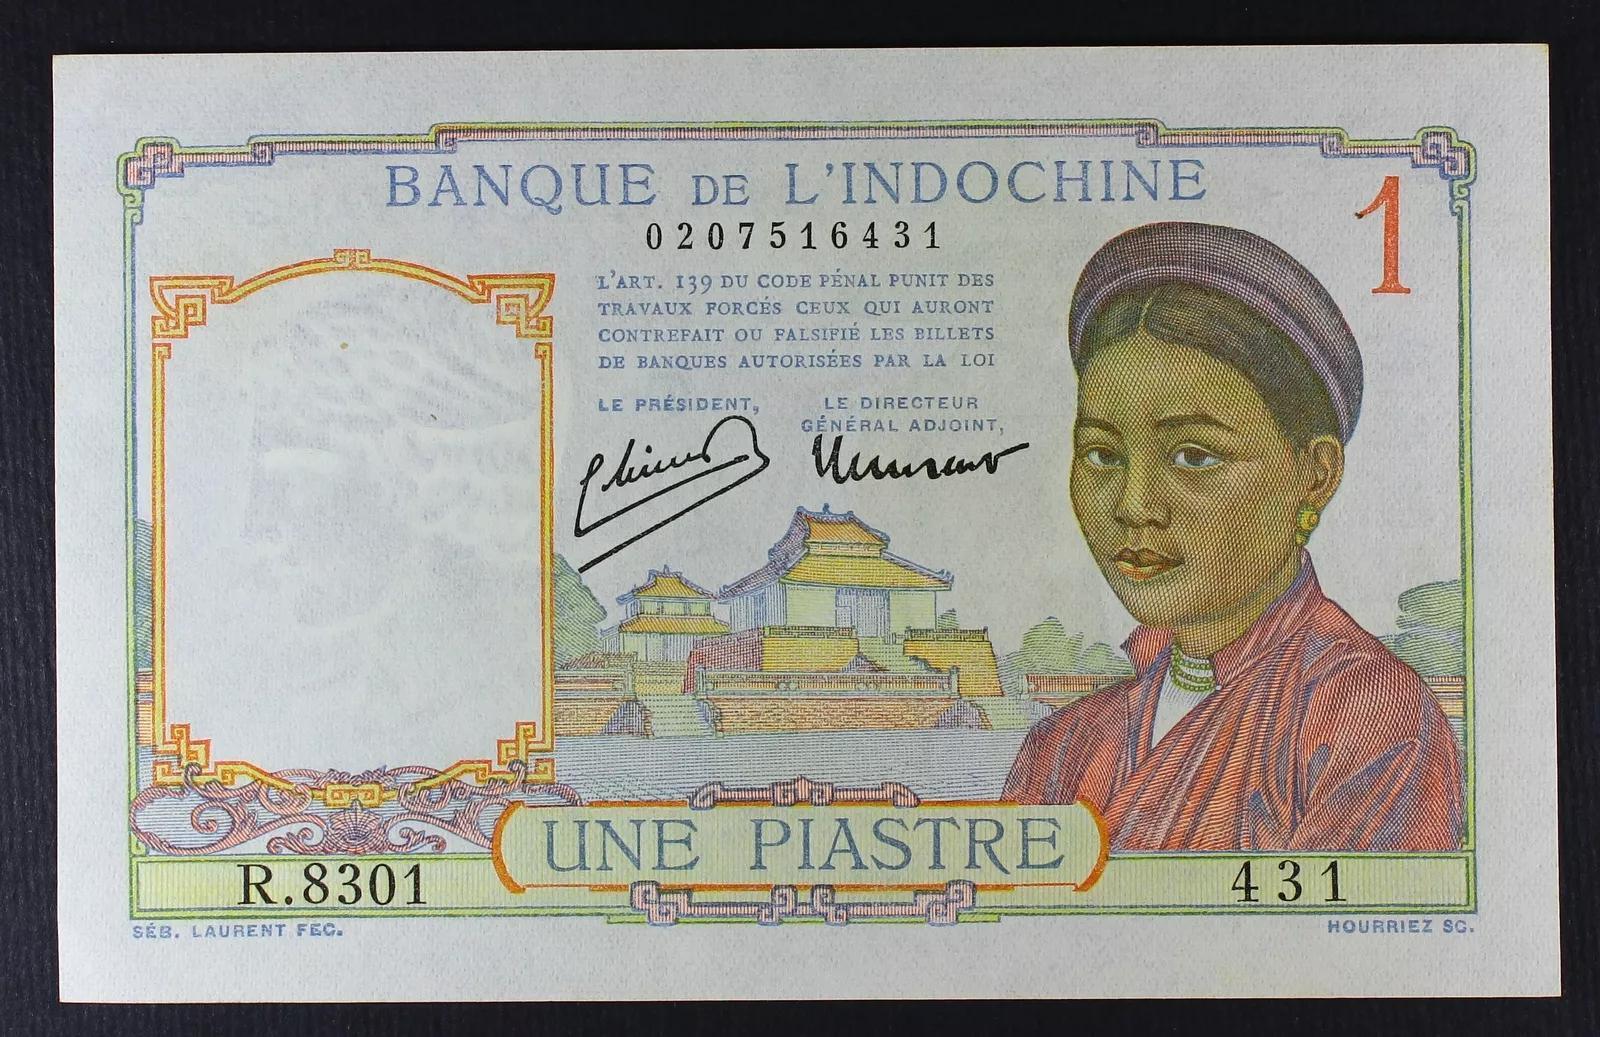 BANQUE DE L'INDOCHINE
1
0207516431
L'ART. 139 DU CODE PÉNAL PUNIT DES
TRAVAUX FORCÉS CEUX QUI AURONT
CONTREFAIT OU FALSIFIÉ LES BILLETS
DE BANQUES AUTORISÉES PAR LA LOI
LE PRÉSIDENT,
LE DIRECTEUR
GÉNÉRAL ADJOINT,
UNE PIASTRE
R.8301
431
SÉB. LAURENT FEC.
HOURRIEZ SC.